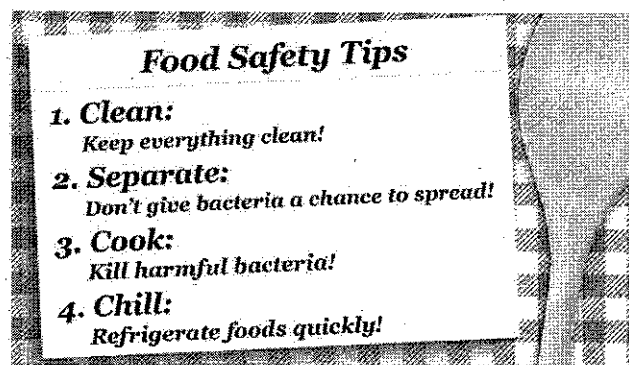 Food Safety Tips
1. Clean:
Keep everything clean!
2. Separate:
Don't give bacteria a chance to spread!
3. Cook:
Kill harmful bacteria!
4. Chill:
Refrigerate foods quickly!